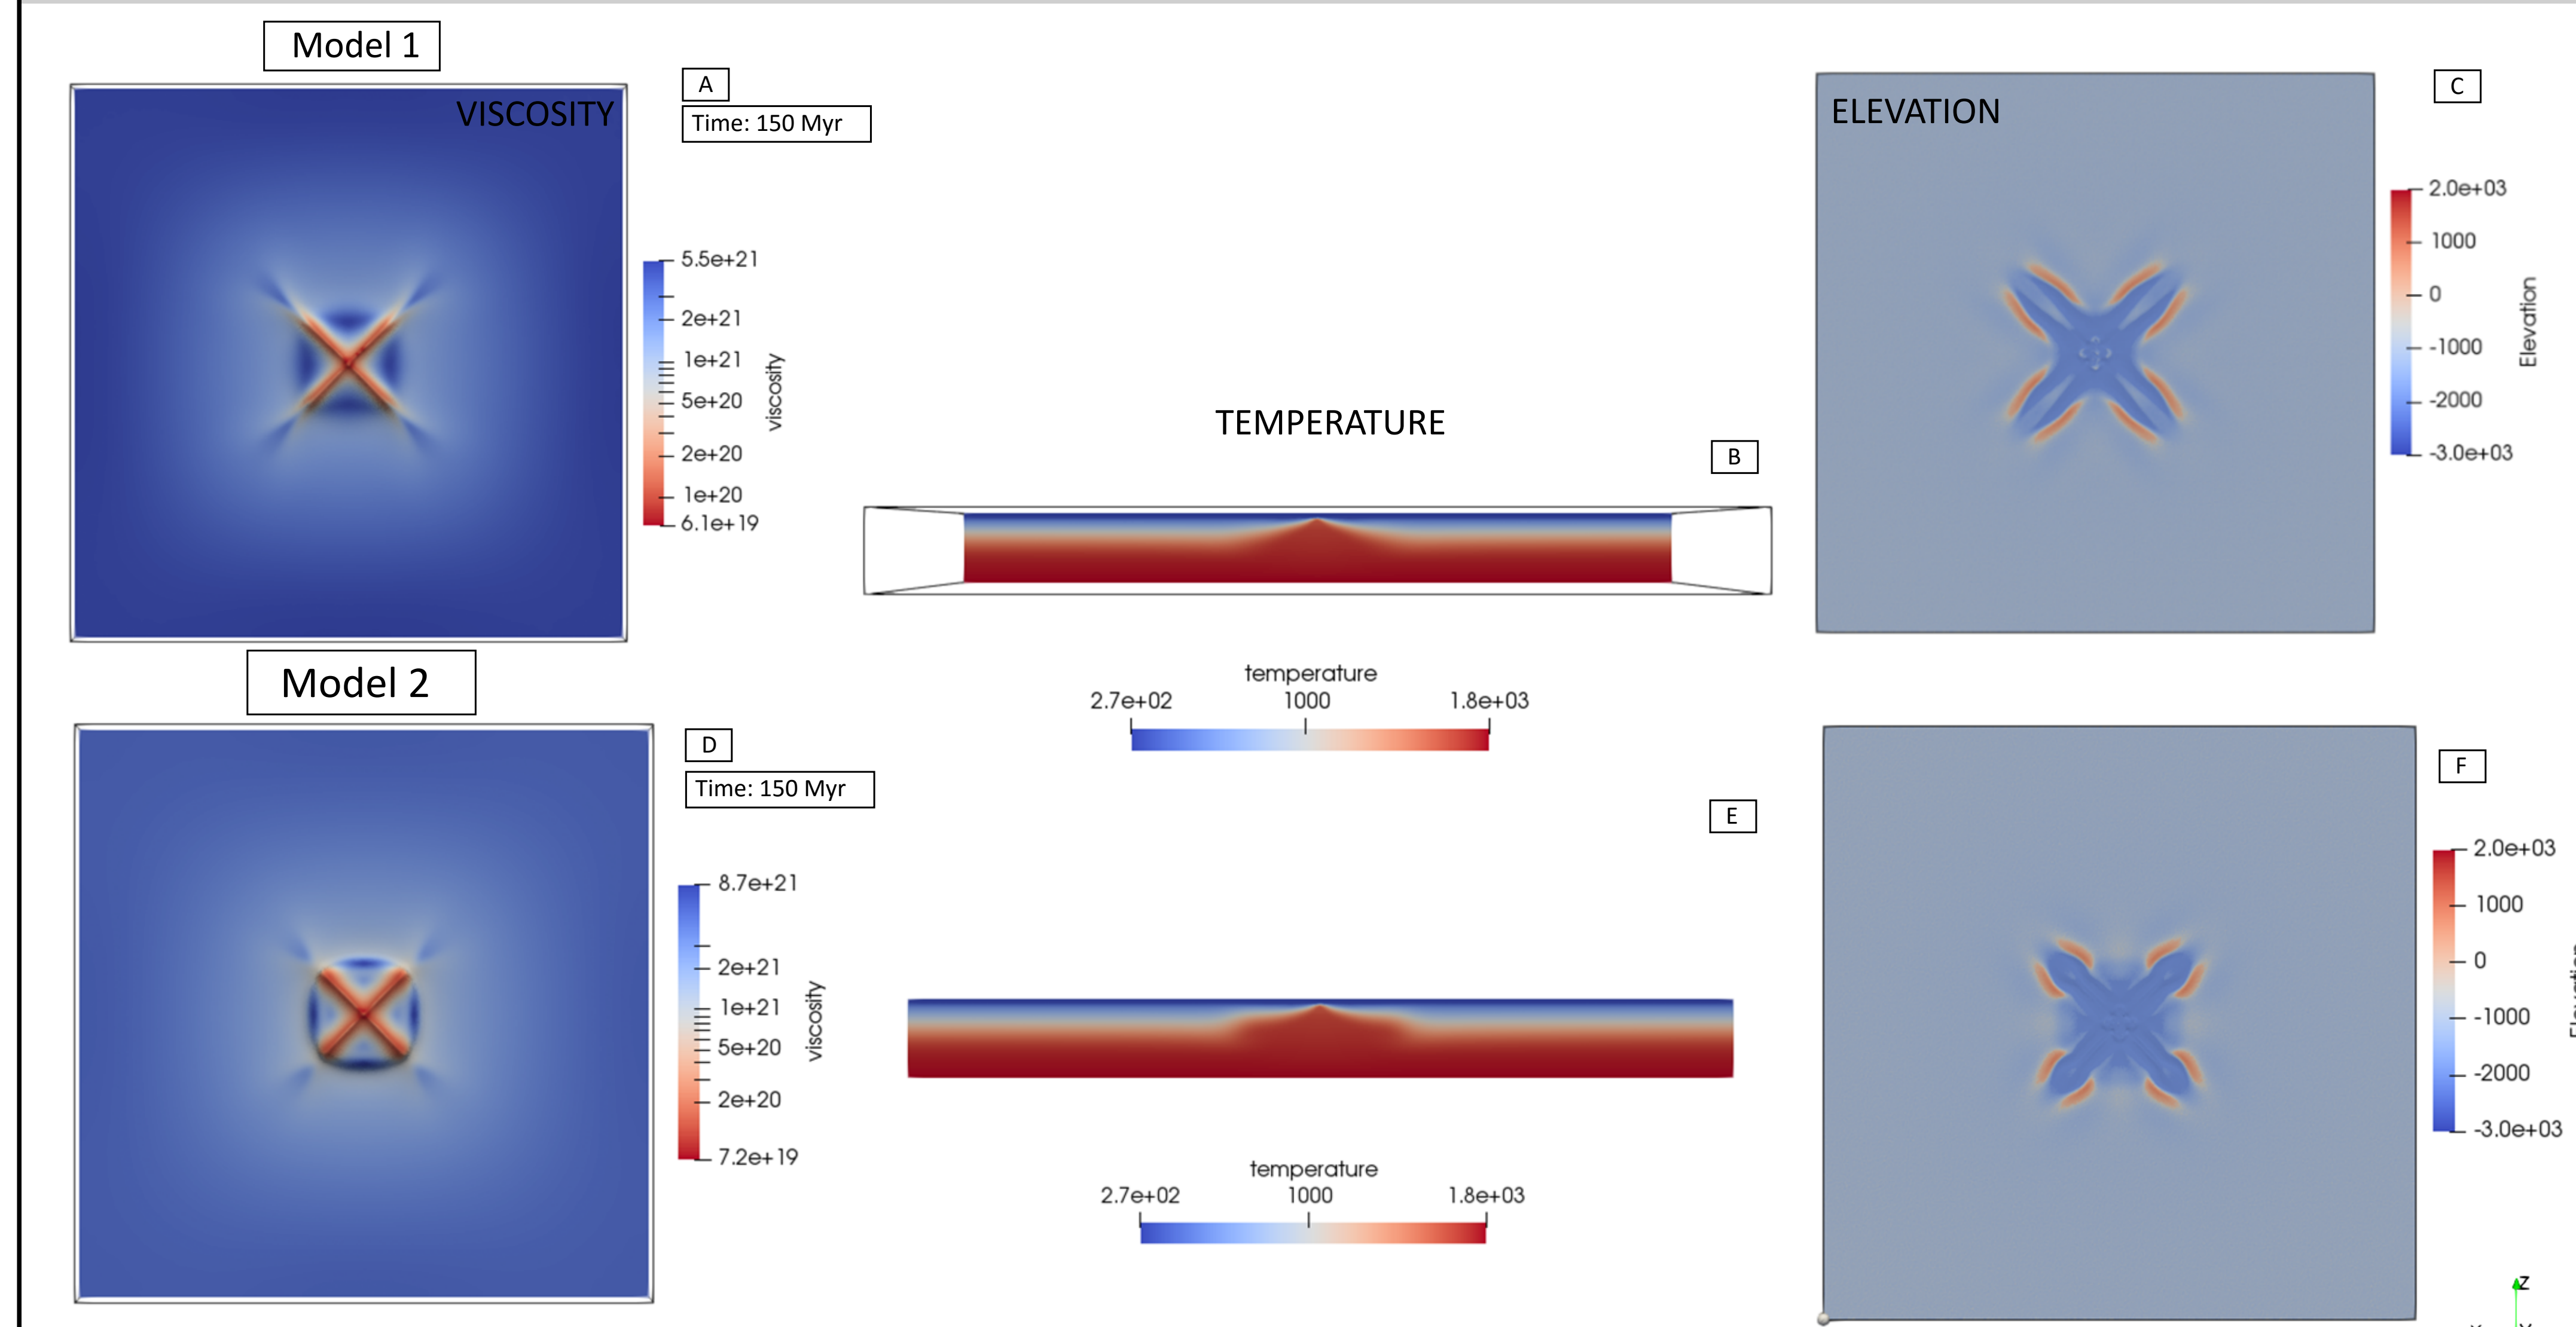 Model 1
VISCOSITY
A
Time: 150 Myr
5.5e+21
2e+21
1e+21
5e+20
2e+20
1e+20
6.1e+19
viscosity
TEMPERATURE
B
temperature
2.7e+02 1000 1.8e+03
ELEVATION
C
2.0e+03
1000
0
-1000
-2000
-3.0e+03
Elevation
Model 2
D
Time: 150 Myr
8.7e+21
2e+21
1e+21
5e+20
2e+20
7.2e+19
viscosity
E
temperature
2.7e+02 1000 1.8e+03
F
2.0e+03
1000
0
-1000
-2000
-3.0e+03
Z